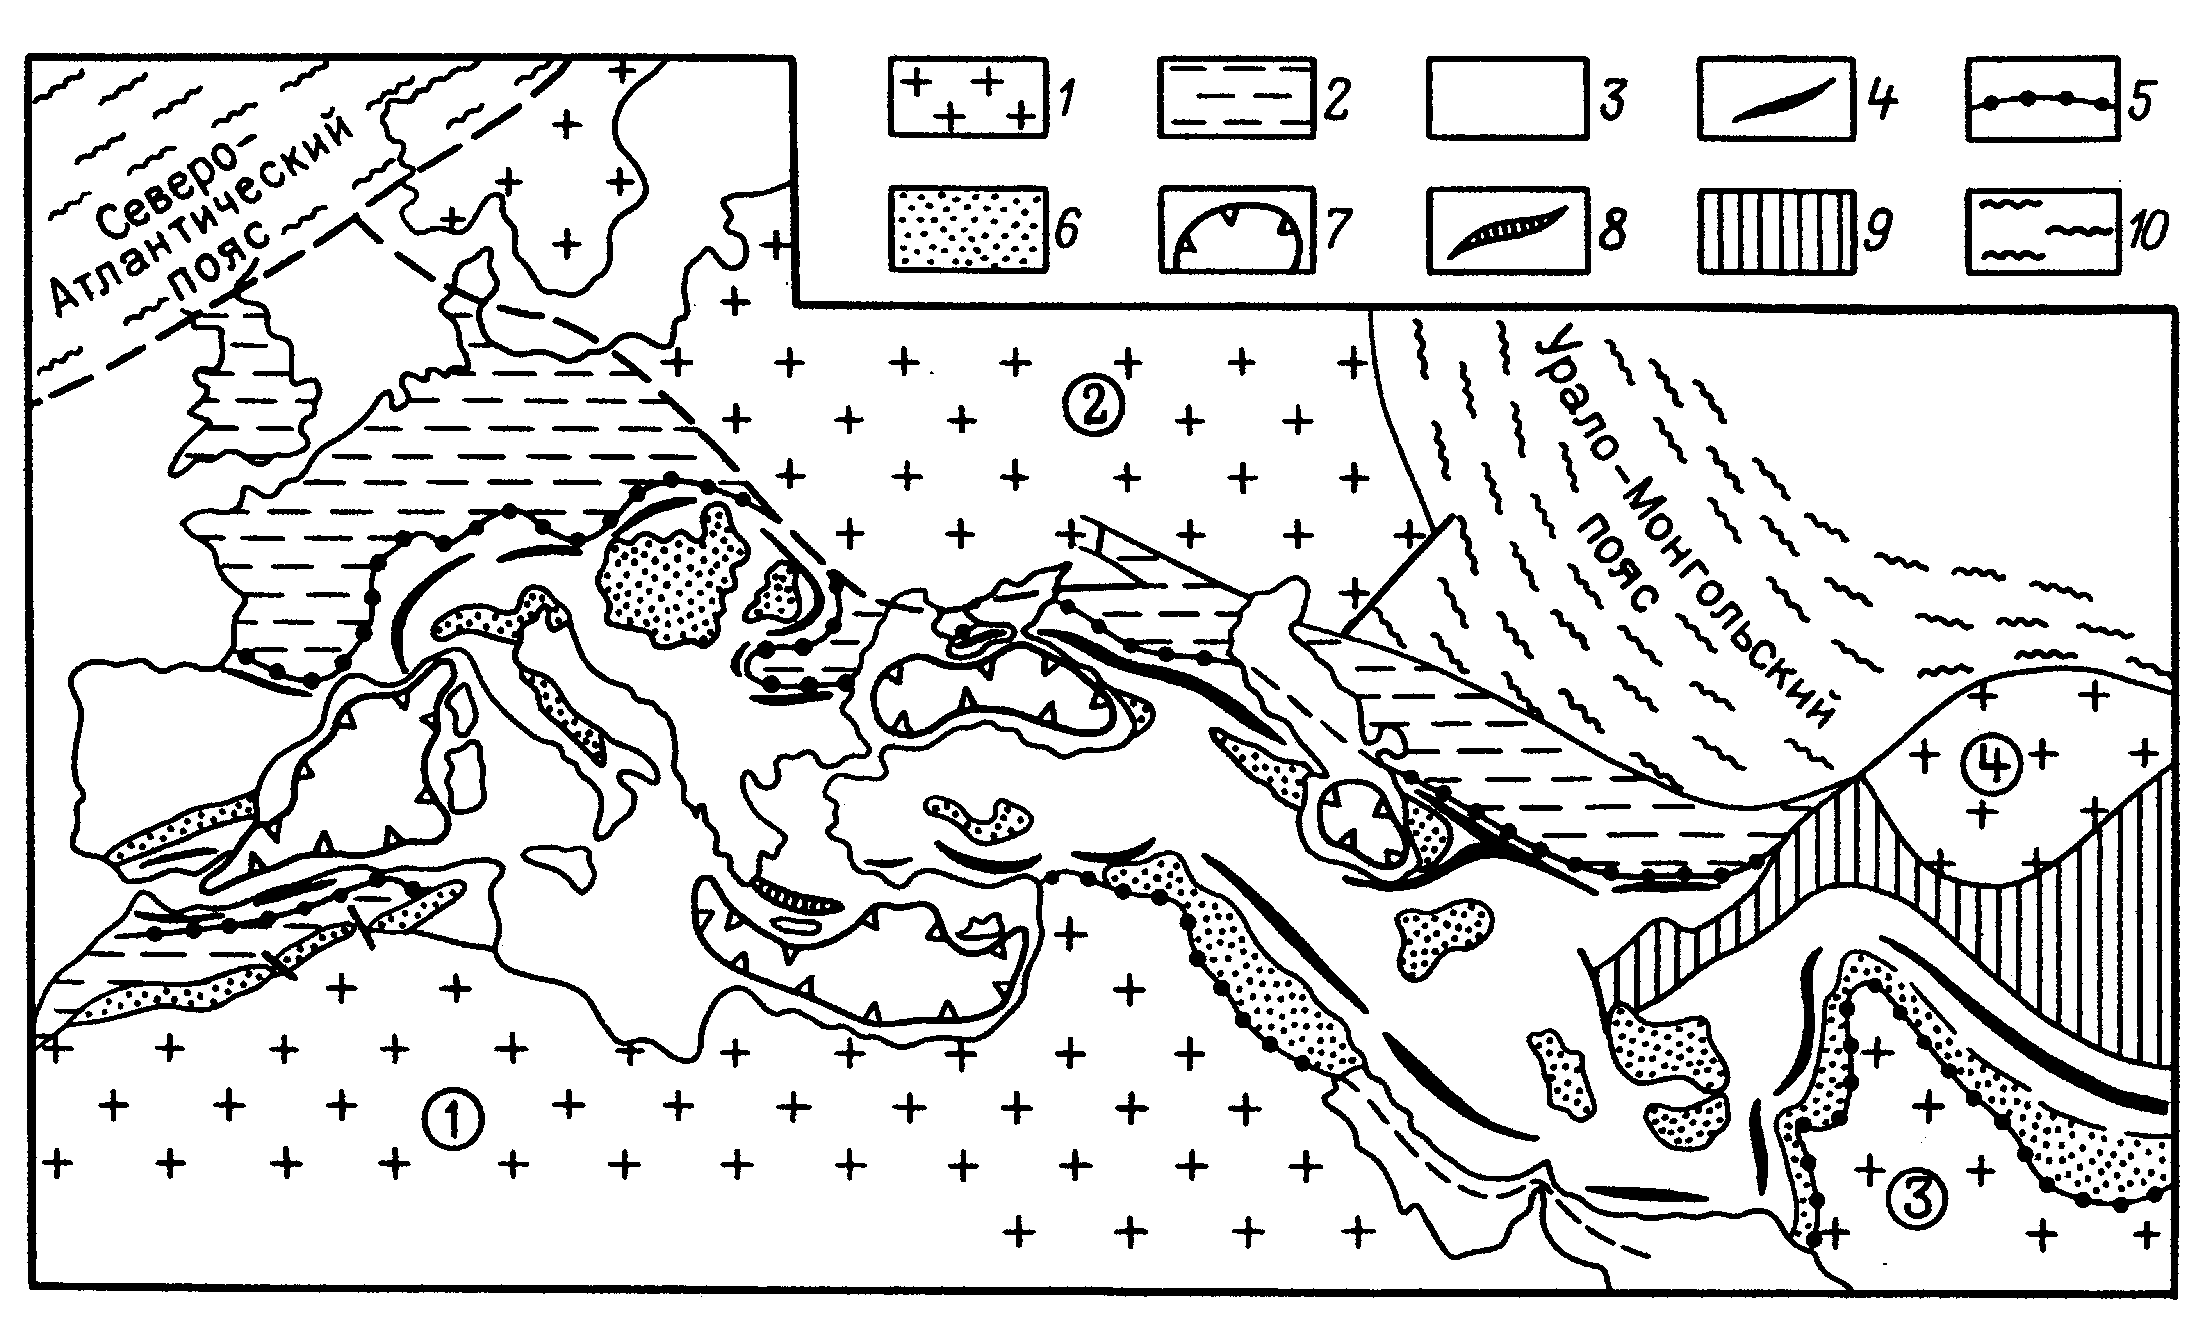 1 2 3 4 5
6 7 8 9 10
Северо-
Атлантический
пояс
Урало-Монгольский
пояс
2
4
1
3